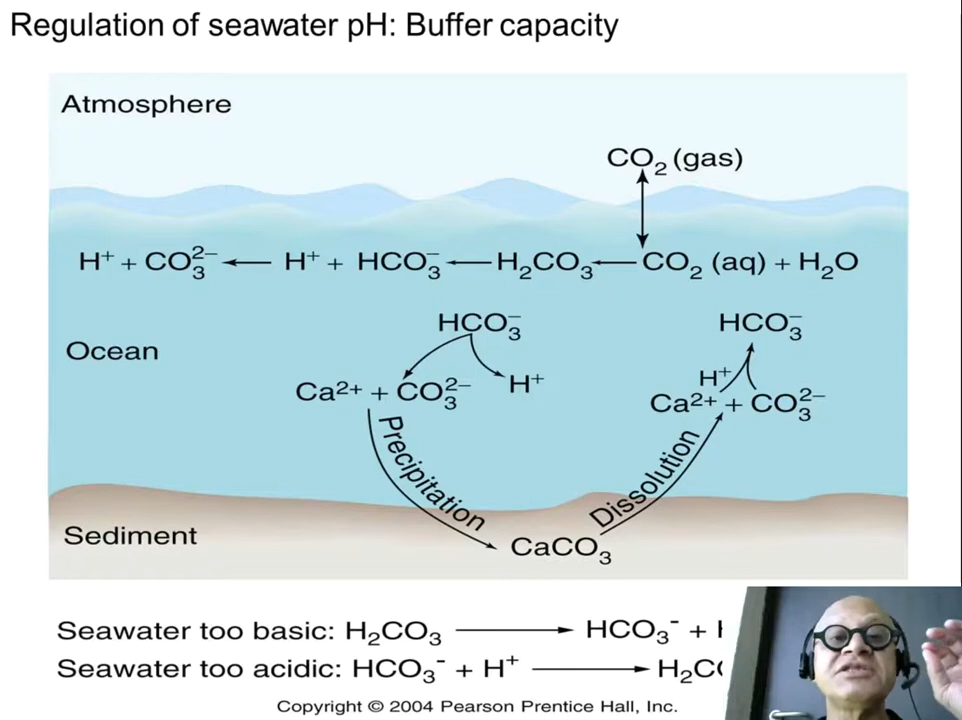 Regulation of seawater pH: Buffer capacity
Atmosphere
CO₂ (gas)
H⁺ + CO₃²⁻ ← H⁺ + HCO₃⁻ ← H₂CO₃ ← CO₂ (aq) + H₂O
HCO₃⁻ HCO₃⁻
Ocean
H⁺ H⁺
Ca²⁺ + CO₃²⁻ Ca²⁺ + CO₃²⁻
Precipitation Dissolution
Sediment
CaCO₃
Seawater too basic: H₂CO₃ → HCO₃⁻ +
Seawater too acidic: HCO₃⁻ + H⁺ →
Copyright © 2004 Pearson Prentice Hall, Inc.